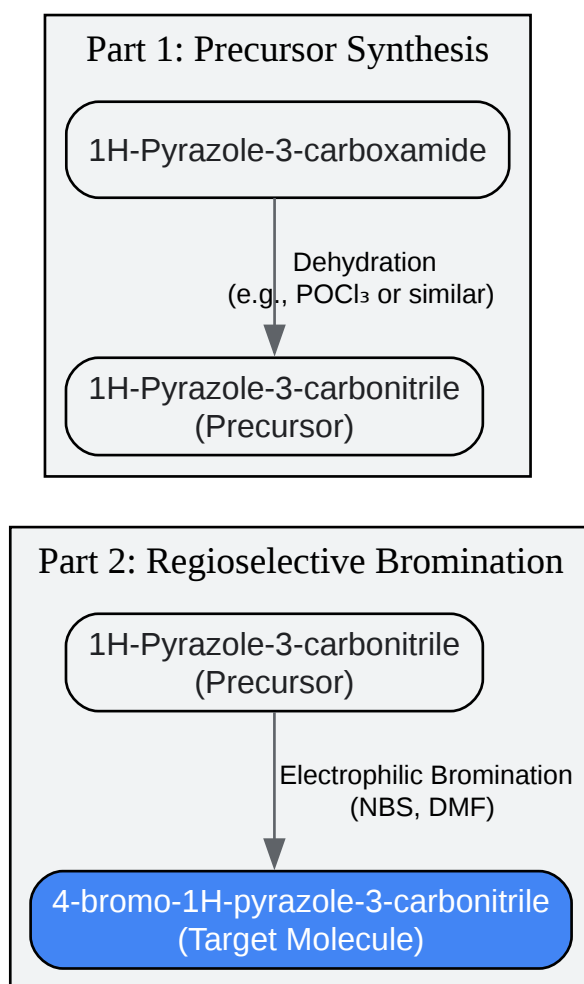 Part 1: Precursor Synthesis
1H-Pyrazole-3-carboxamide
Dehydration
(e.g., POCl₃ or similar)
1H-Pyrazole-3-carbonitrile
(Precursor)
Part 2: Regioselective Bromination
1H-Pyrazole-3-carbonitrile
(Precursor)
Electrophilic Bromination
(NBS, DMF)
4-bromo-1H-pyrazole-3-carbonitrile
(Target Molecule)